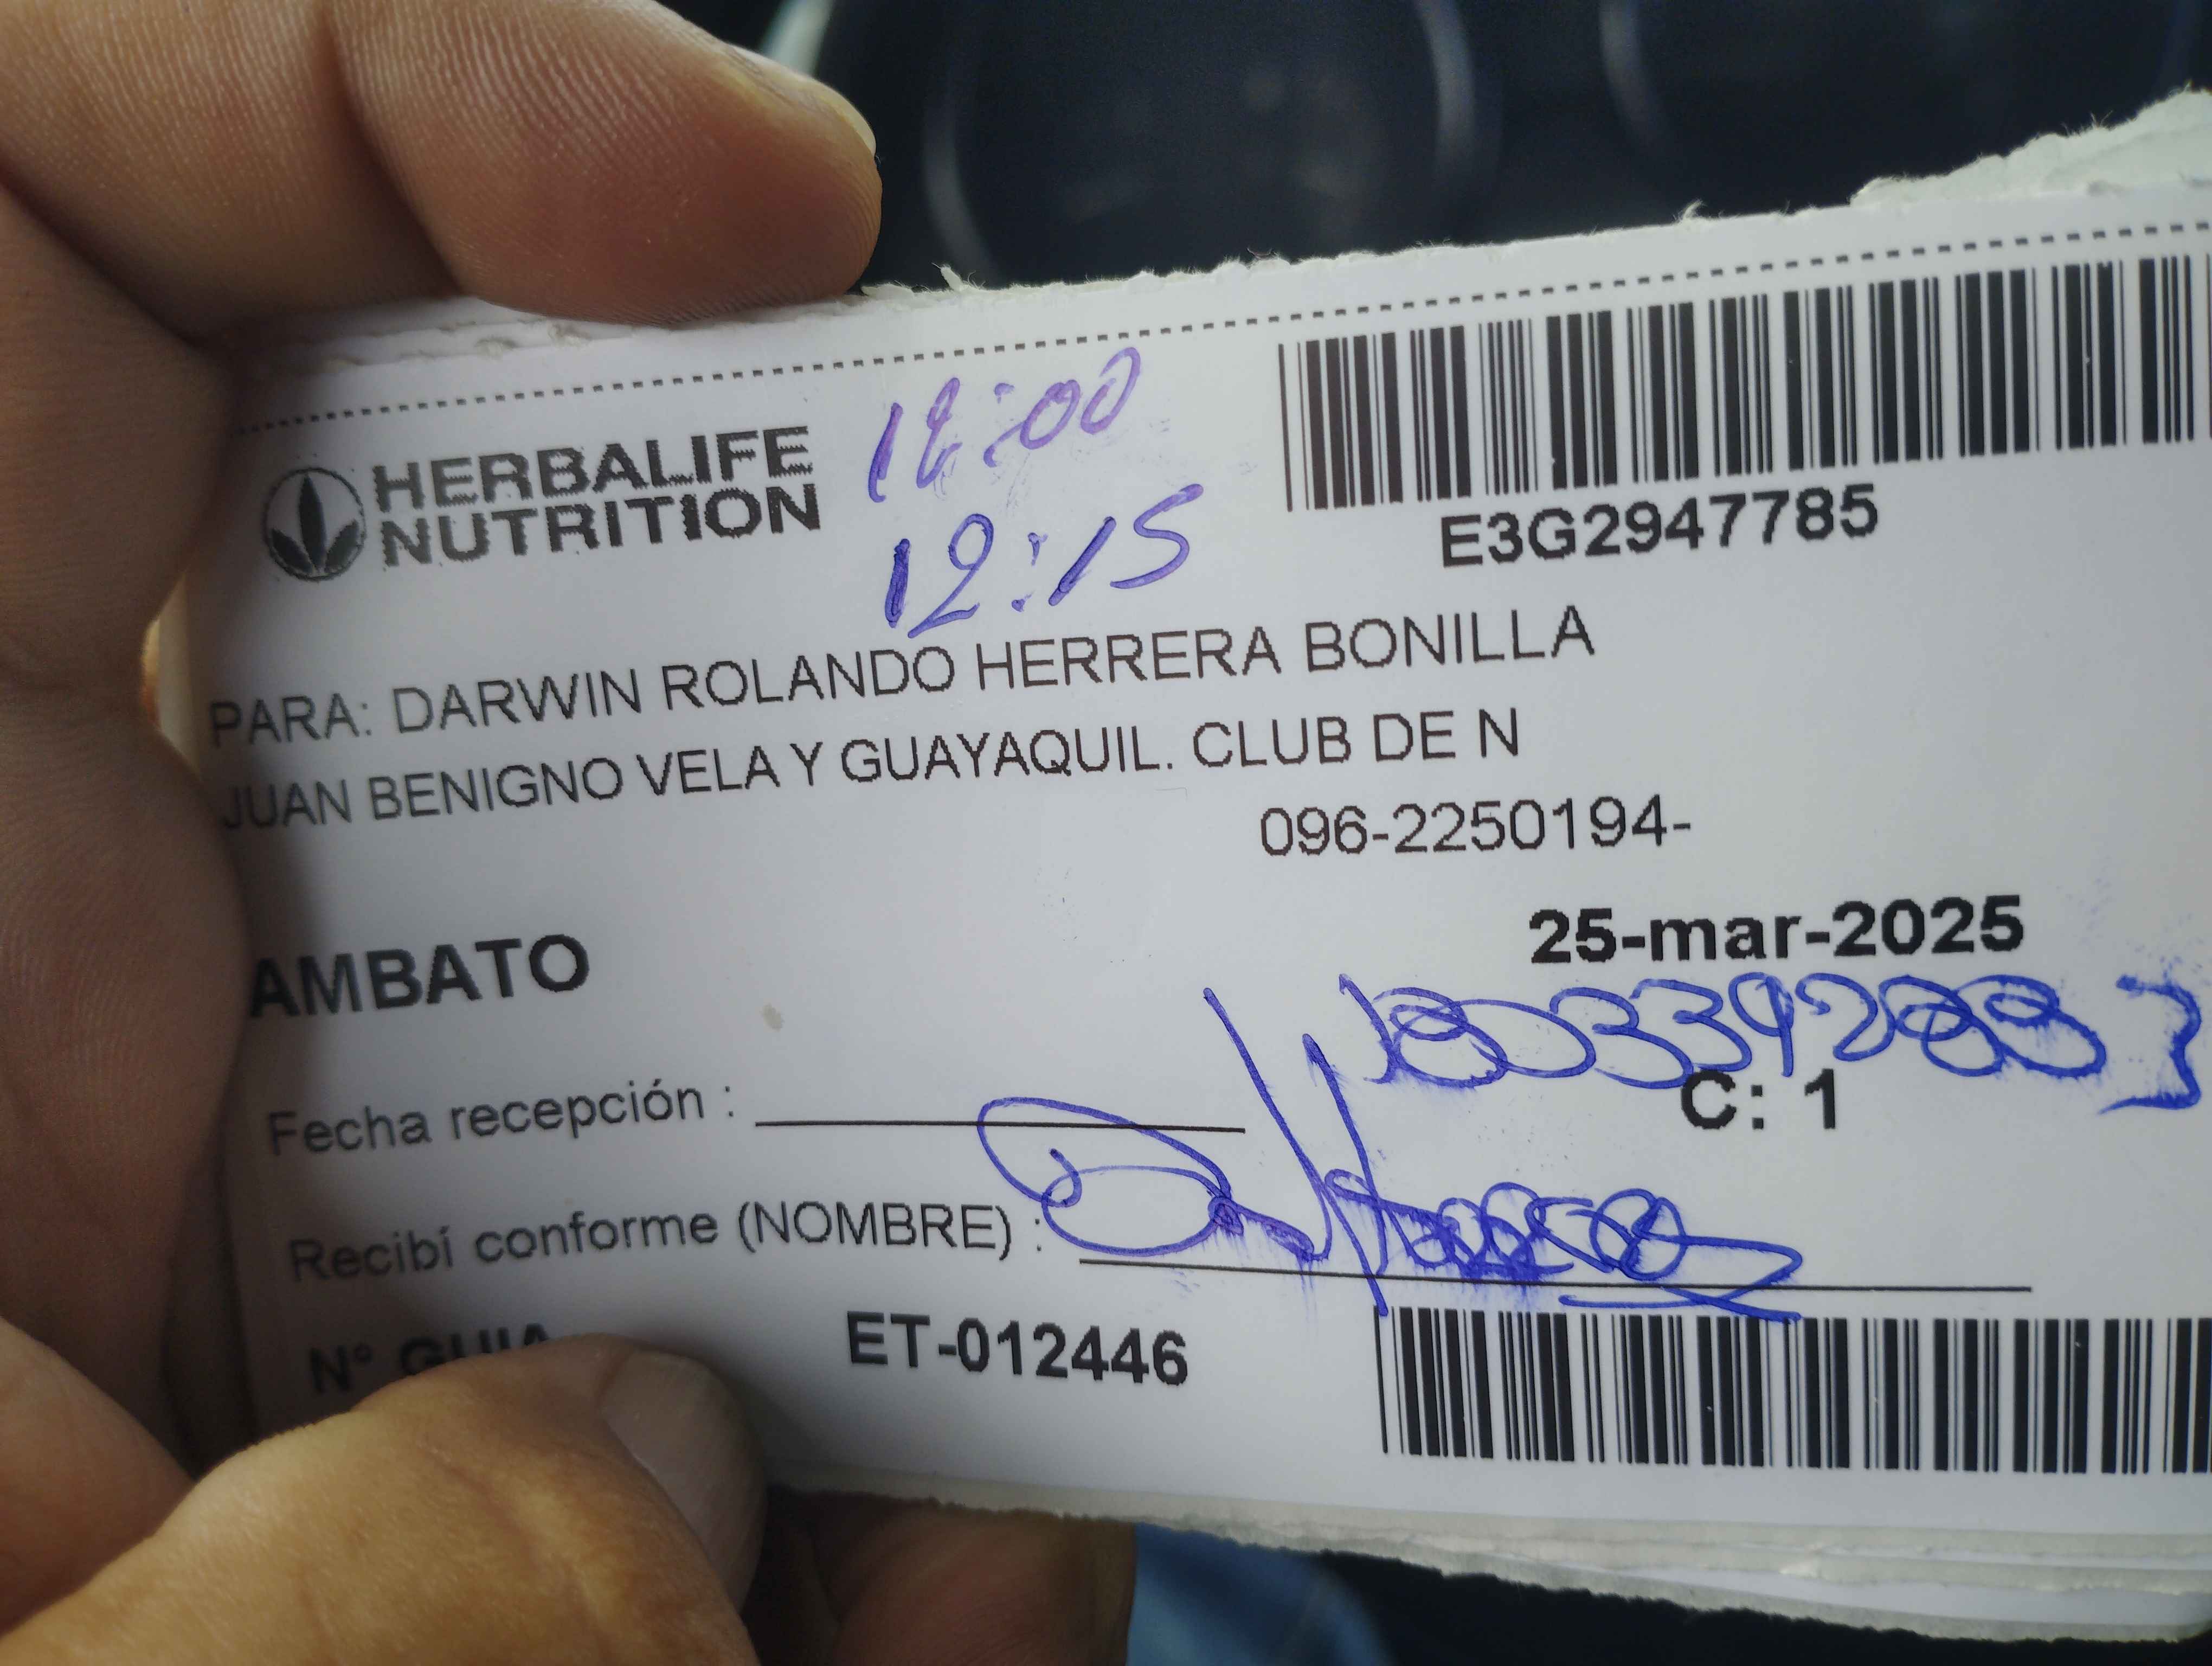 HERBALIFE
NUTRITION
12:00
12:15
E3G2947785
PARA: DARWIN ROLANDO HERRERA BONILLA
JUAN BENIGNO VELA Y GUAYAQUIL. CLUB DE N
096-2250194-
AMBATO
25-mar-2025
C: 1
Fecha recepción :
Recibí conforme (NOMBRE) :
N° GUIA
ET-012446